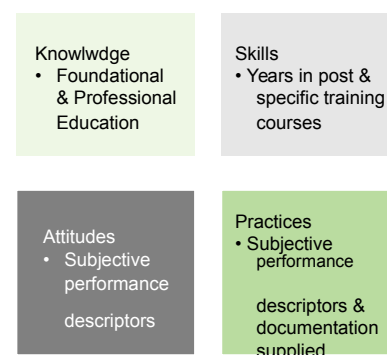 Knowlwdge
• Foundational
& Professional
Education
Skills
• Years in post &
specific training
courses
Attitudes
• Subjective
performance
descriptors
Practices
• Subjective
performance
descriptors &
documentation
supplied